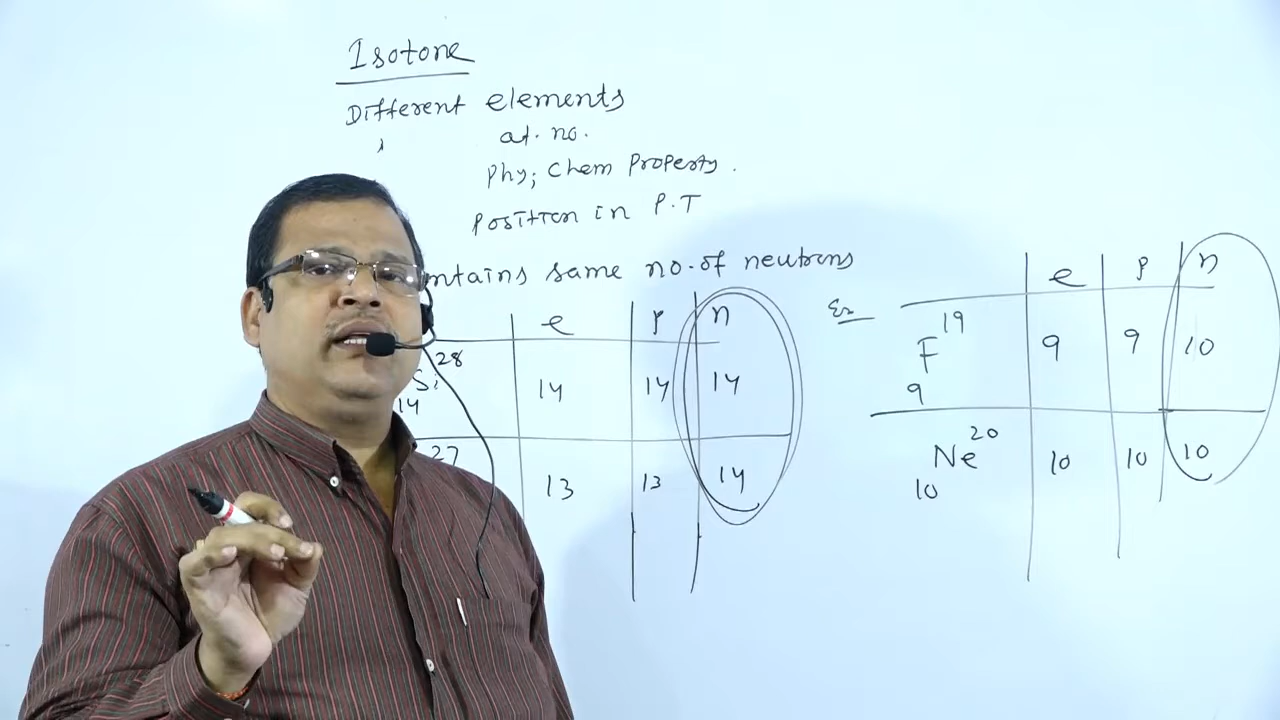 Isotone
Different elements
at. no.
Phy; Chem Property.
Position in P.T
ntains same no. of neutrons
e P n
Si 28 14 14 14 14
27 13 13 14
Ex
e P n
F 19 9 9 9 10
Ne 20 10 10 10 10